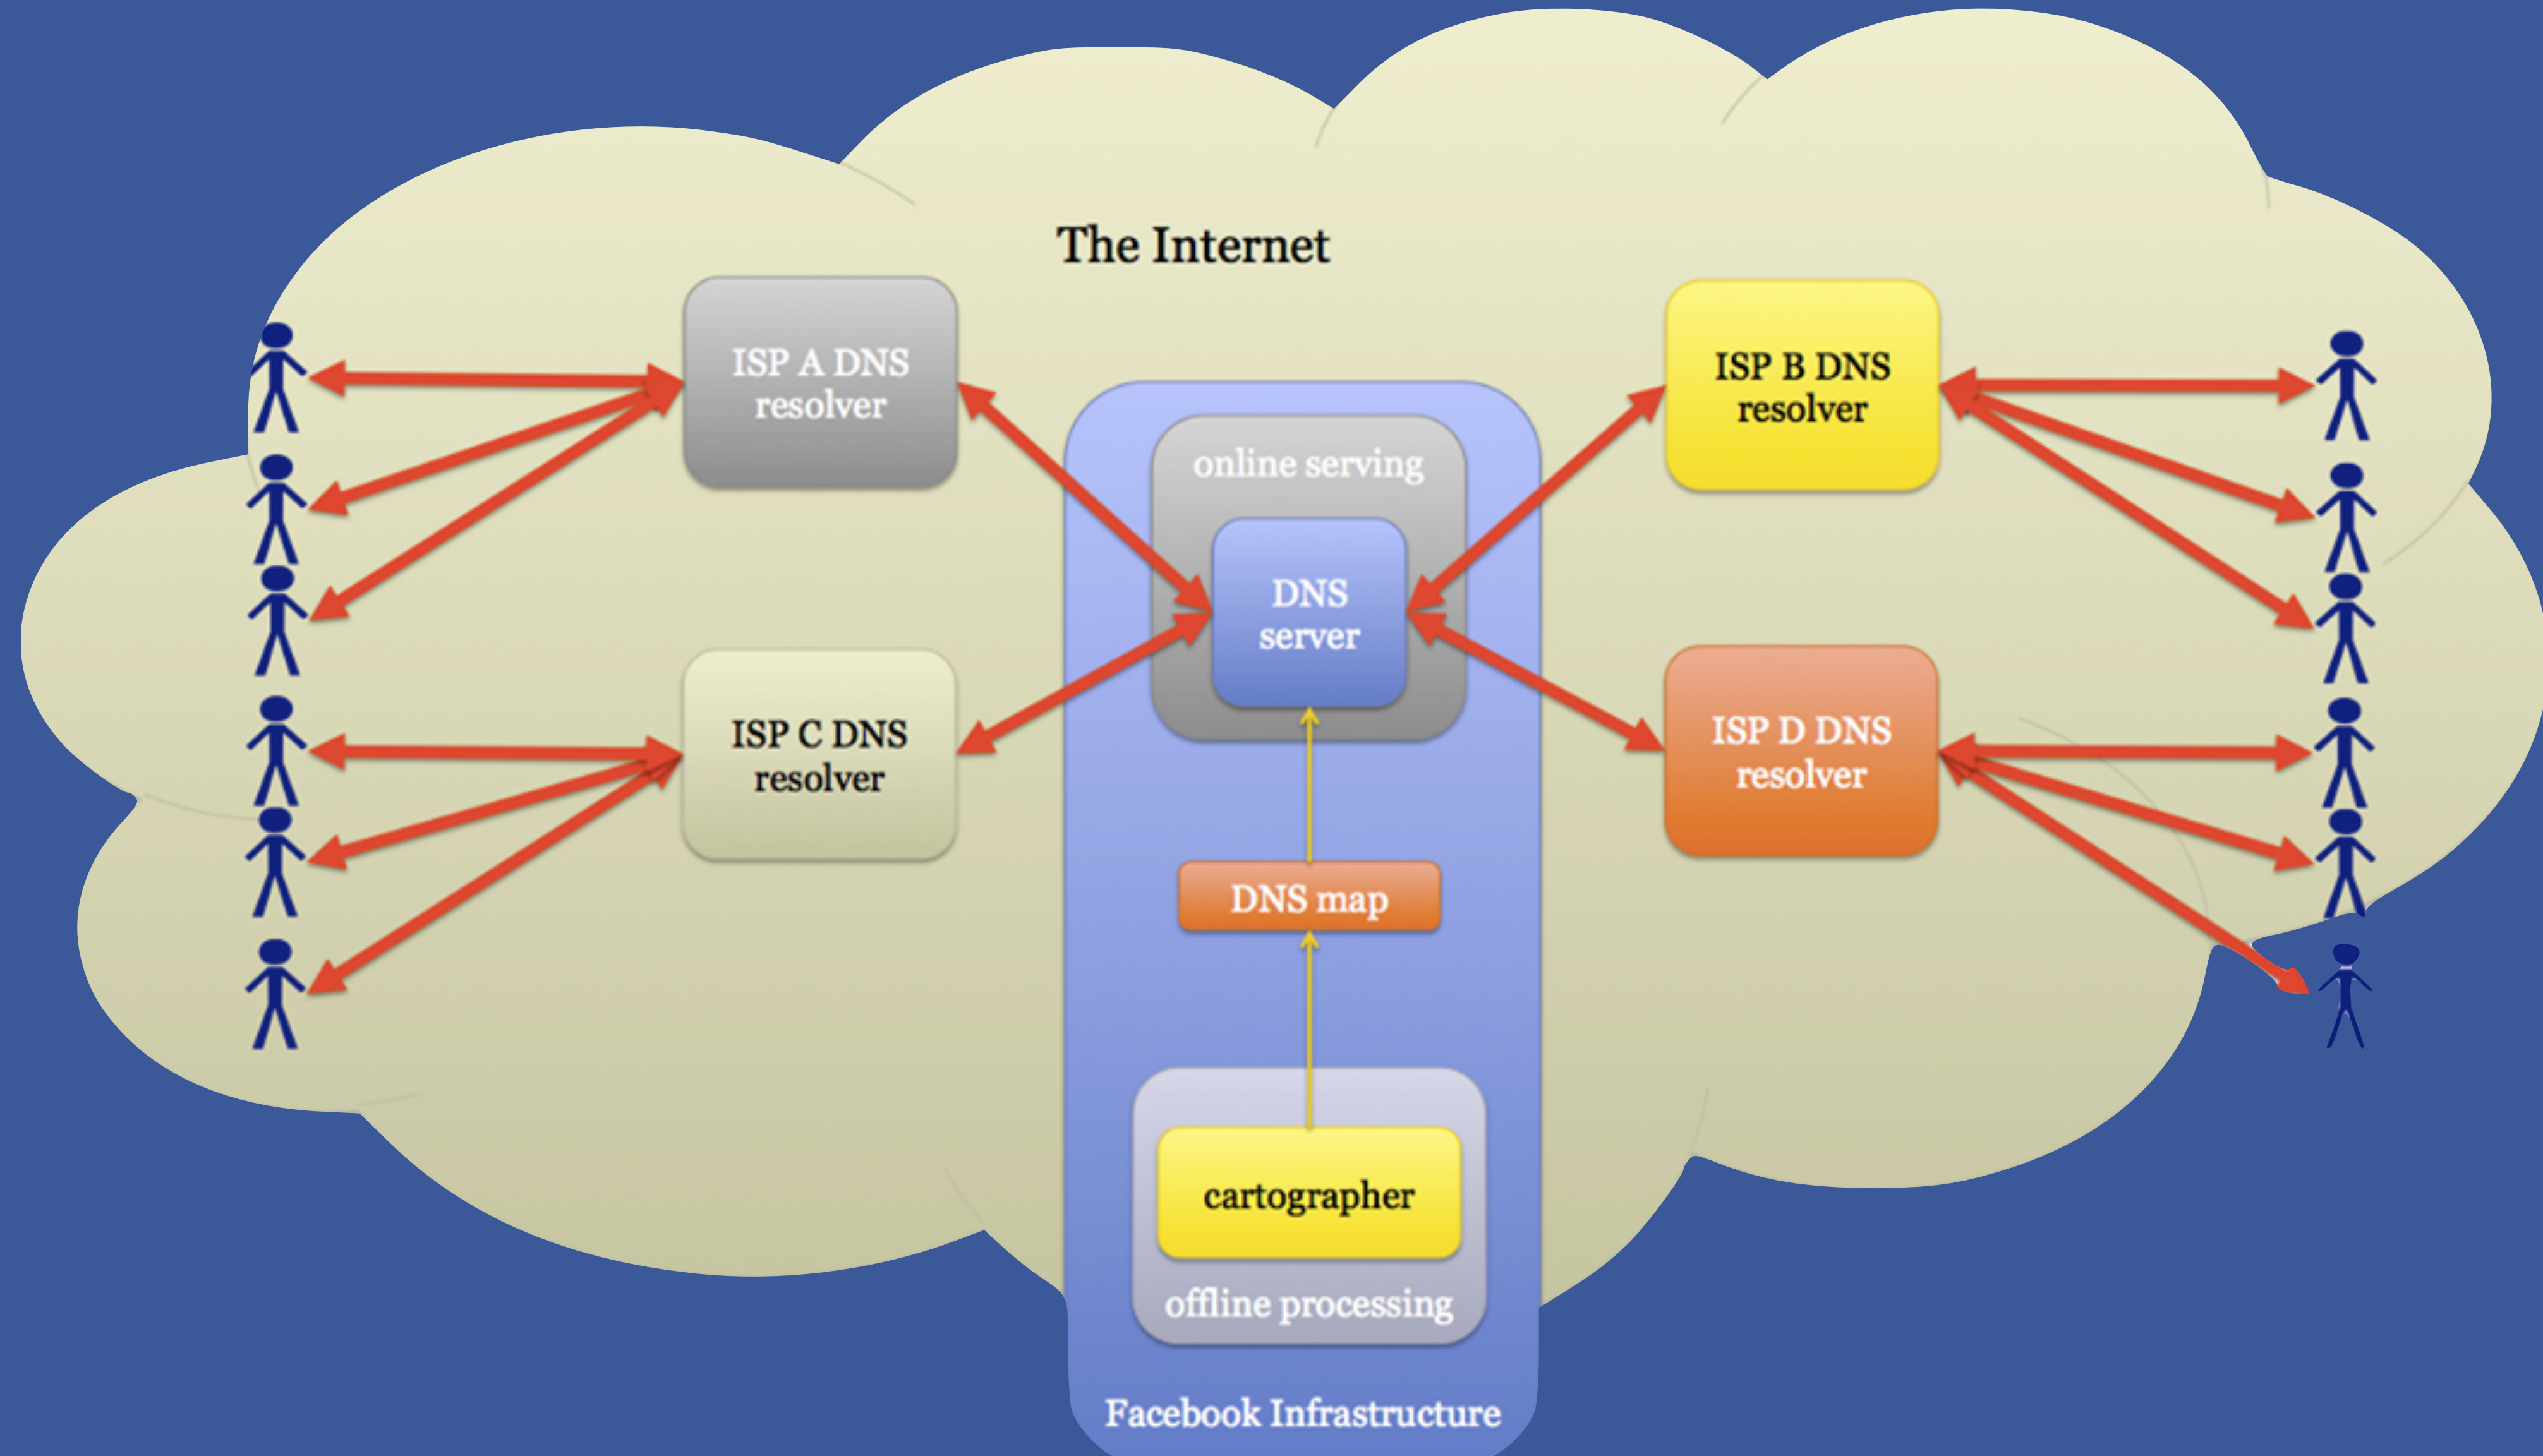 The Internet
ISP A DNS
resolver
ISP B DNS
resolver
online serving
DNS
server
ISP C DNS
resolver
ISP D DNS
resolver
DNS map
cartographer
offline processing
Facebook Infrastructure